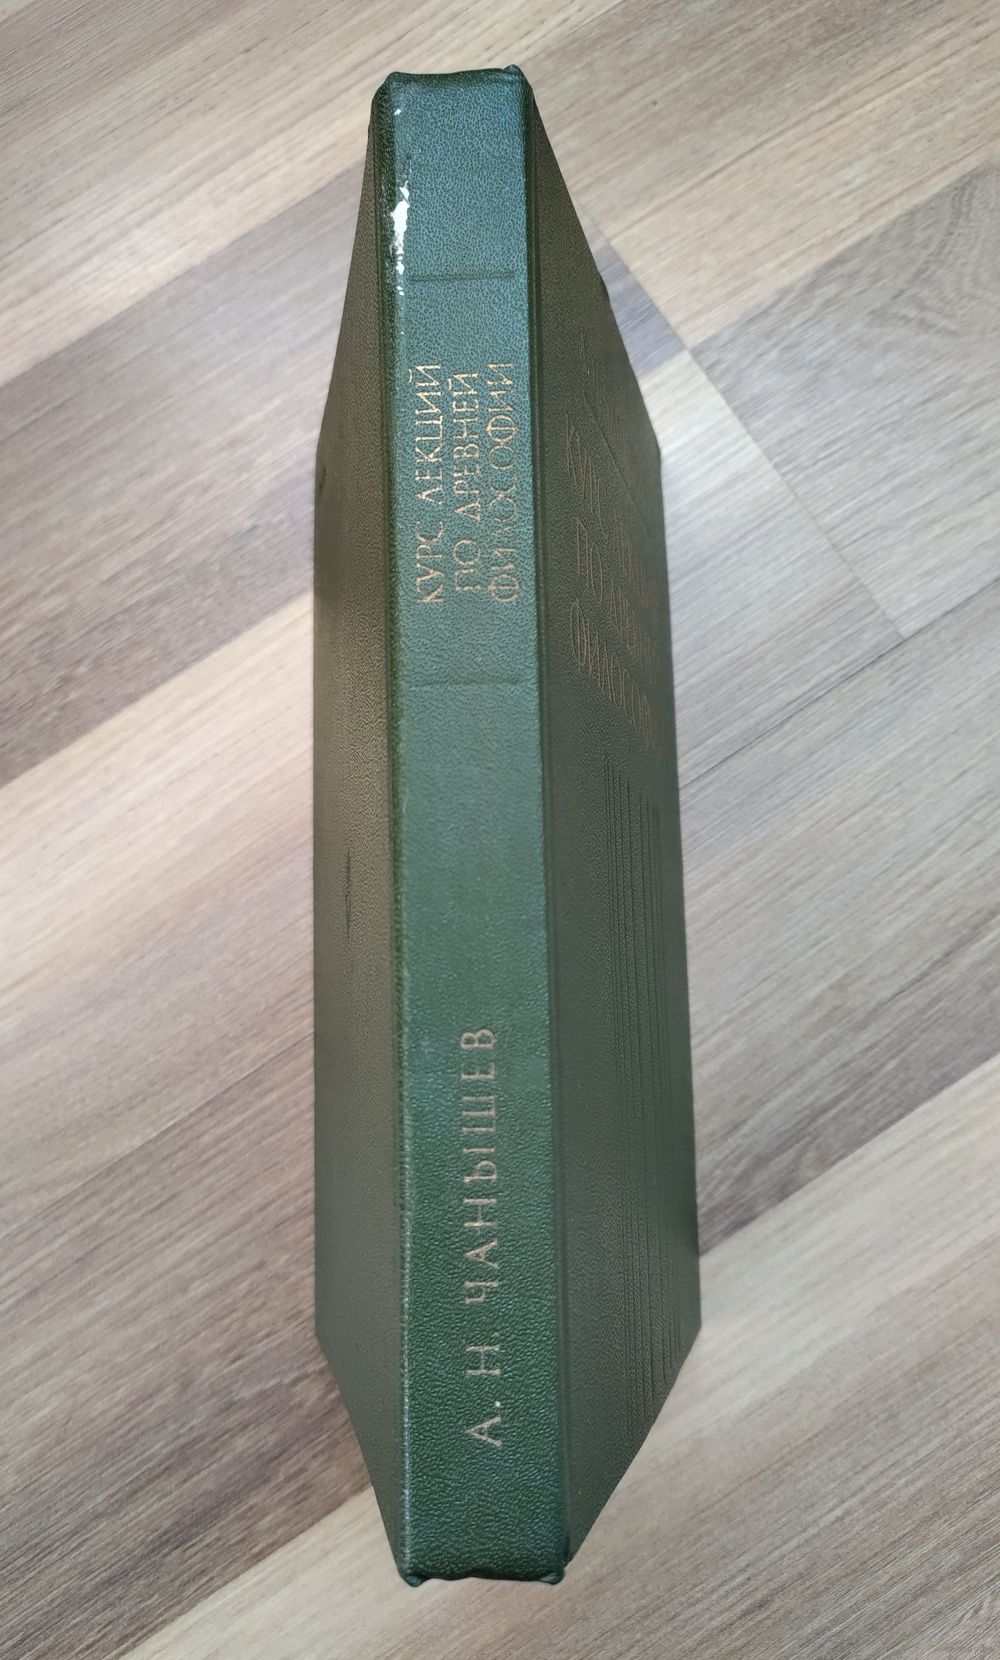 КУРС ЛЕКЦИЙ
ПО ДРЕВНЕЙ
ФИЛОСОФИИ
А. Н. ЧАНЫШЕВ